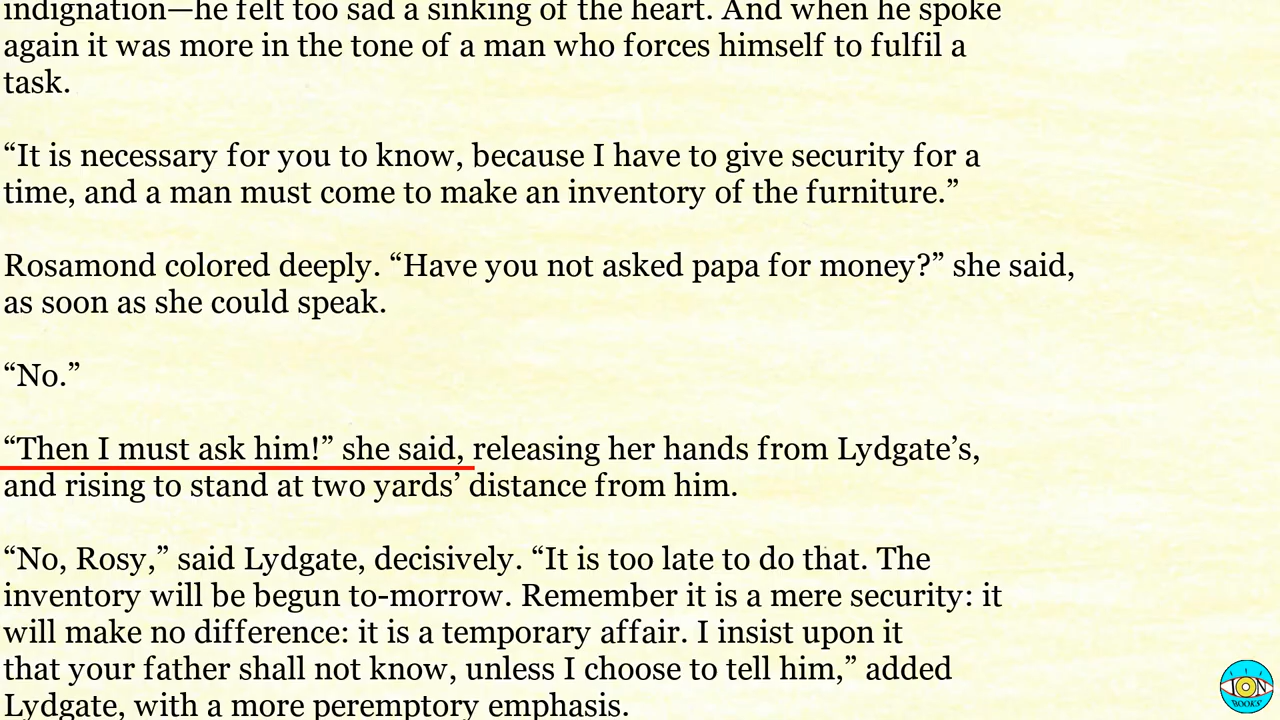 indignation—he felt too sad a sinking of the heart. And when he spoke
again it was more in the tone of a man who forces himself to fulfil a
task.
“It is necessary for you to know, because I have to give security for a
time, and a man must come to make an inventory of the furniture.”
Rosamond colored deeply. “Have you not asked papa for money?” she said,
as soon as she could speak.
“No.”
“Then I must ask him!” she said, releasing her hands from Lydgate’s,
and rising to stand at two yards’ distance from him.
“No, Rosy,” said Lydgate, decisively. “It is too late to do that. The
inventory will be begun to-morrow. Remember it is a mere security: it
will make no difference: it is a temporary affair. I insist upon it
that your father shall not know, unless I choose to tell him,” added
Lydgate, with a more peremptory emphasis.
ION
BOOKS